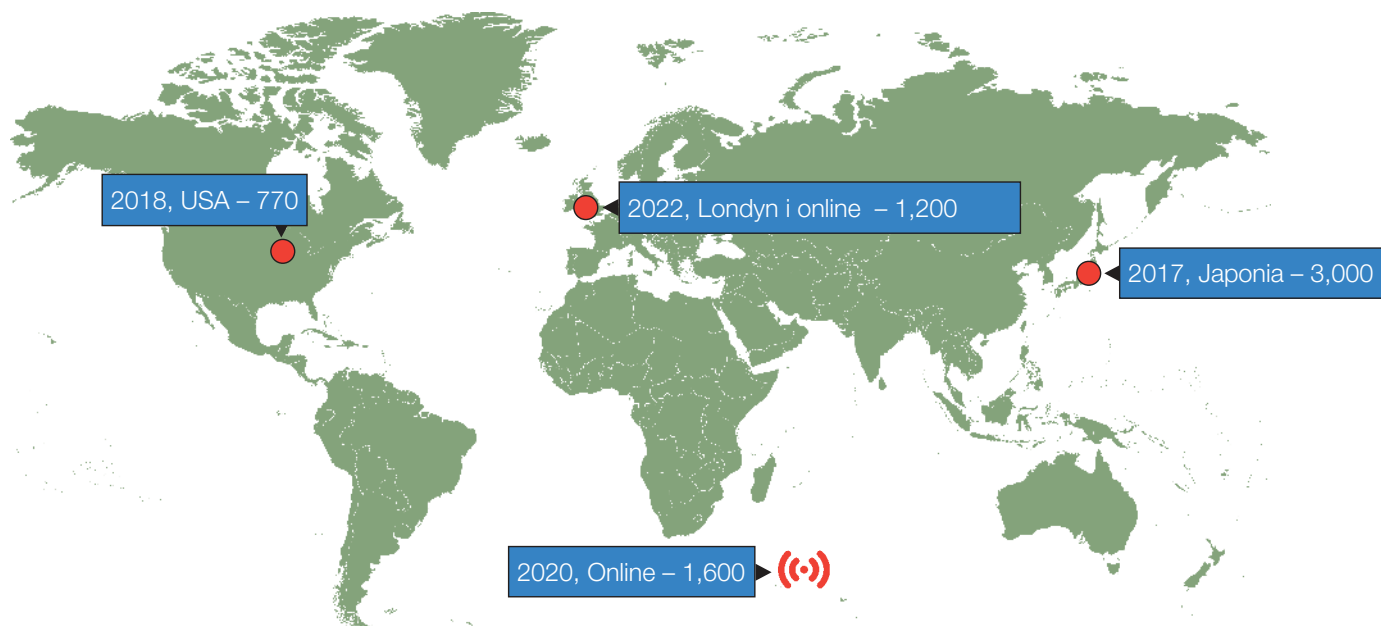 2018, USA – 770
2022, Londyn i online – 1,200
2017, Japonia – 3,000
2020, Online – 1,600